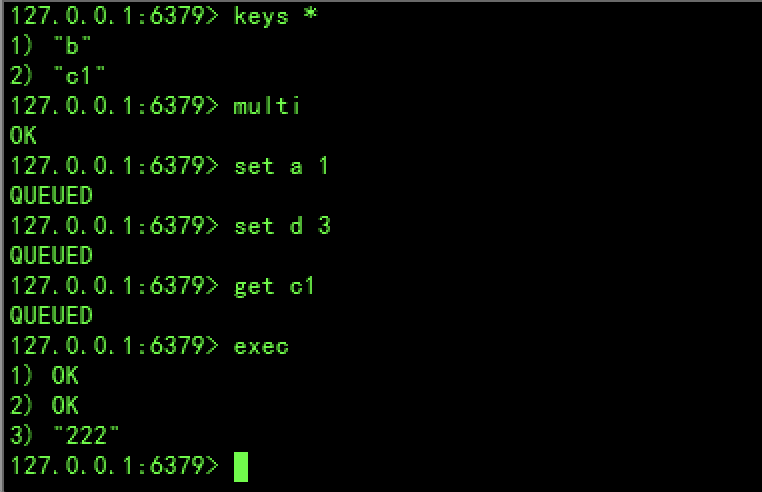 127.0.0.1:6379> keys *
1) "b"
2) "c1"
127.0.0.1:6379> multi
OK
127.0.0.1:6379> set a 1
QUEUED
127.0.0.1:6379> set d 3
QUEUED
127.0.0.1:6379> get c1
QUEUED
127.0.0.1:6379> exec
1) OK
2) OK
3) "222"
127.0.0.1:6379>